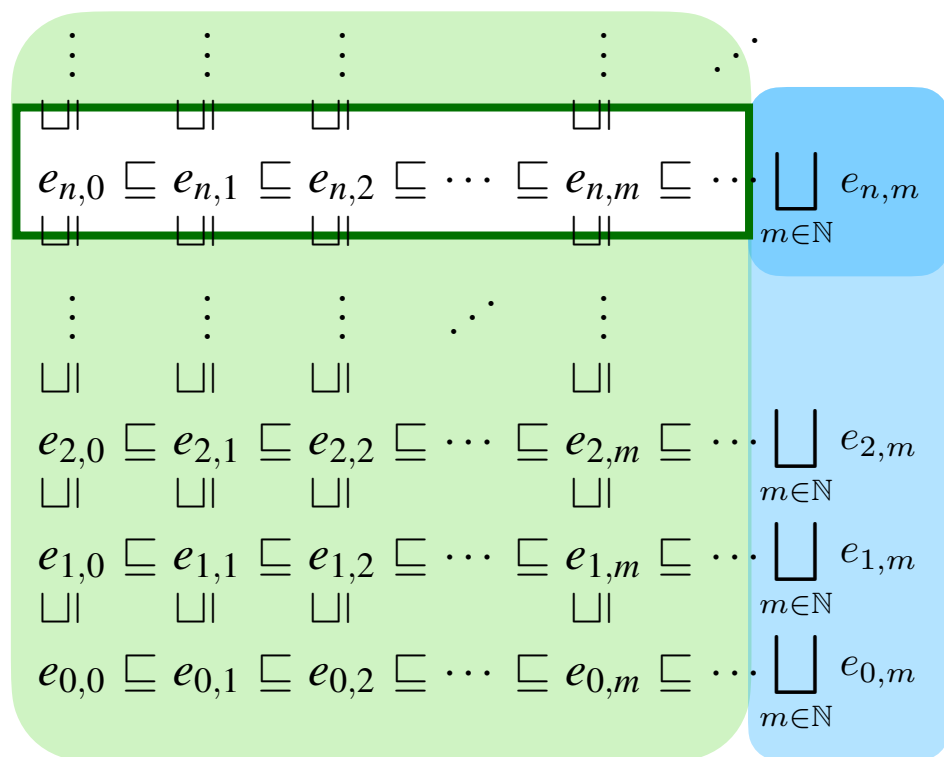 ⋮ ⋮ ⋮ ⋮ ⋰
⊔|| ⊔|| ⊔|| ⊔||
e_{n,0} ⊑ e_{n,1} ⊑ e_{n,2} ⊑ ⋯ ⊑ e_{n,m} ⊑ ⋯ ⨆_{m∈ℕ} e_{n,m}
⊔|| ⊔|| ⊔|| ⊔||
⋮ ⋮ ⋮ ⋰ ⋮
⊔|| ⊔|| ⊔|| ⊔||
e_{2,0} ⊑ e_{2,1} ⊑ e_{2,2} ⊑ ⋯ ⊑ e_{2,m} ⊑ ⋯ ⨆_{m∈ℕ} e_{2,m}
⊔| ⊔| ⊔| ⊔|
e_{1,0} ⊑ e_{1,1} ⊑ e_{1,2} ⊑ ⋯ ⊑ e_{1,m} ⊑ ⋯ ⨆_{m∈ℕ} e_{1,m}
⊔| ⊔| ⊔| ⊔|
e_{0,0} ⊑ e_{0,1} ⊑ e_{0,2} ⊑ ⋯ ⊑ e_{0,m} ⊑ ⋯ ⨆_{m∈ℕ} e_{0,m}